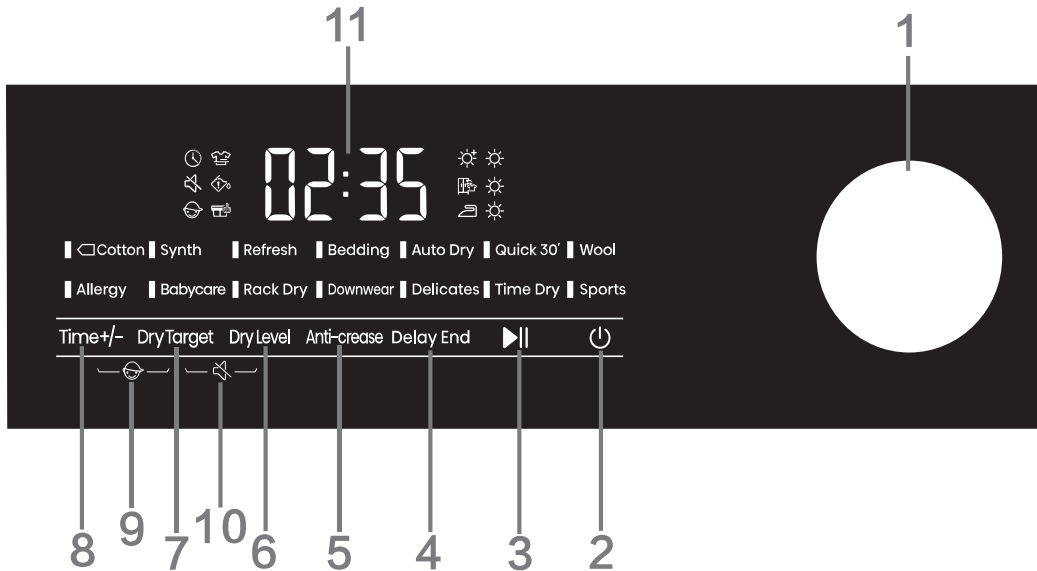 11
1
02:35
Cotton Synth Refresh Bedding Auto Dry Quick 30' Wool
Allergy Babycare Rack Dry Downwear Delicates Time Dry Sports
Time+/- Dry Target Dry Level Anti-crease Delay End
9 10
8 7 6 5 4 3 2